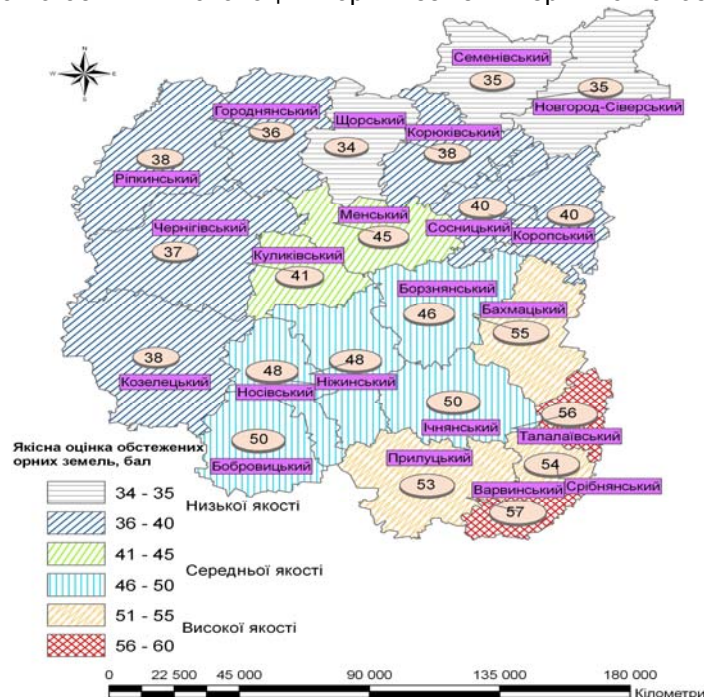 N
W E
S
Семенівський
35
35
Новгород-Сіверський
Городнянський
36
Щорський
34
Корюківський
38
38
Ріпкинський
Менський
45
40
Сосницький
40
Коропський
Чернігівський
37
Куликівський
41
Борзнянський
46
Бахмацький
55
38
Козелецький
48
Носівський
48
Ніжинський
50
Ічнянський
56
Талалаївський
50
Бобровицький
Прилуцький
53
54
Срібнянський
Варвинський
57
Якісна оцінка обстежених
орних земель, бал
34 - 35
Низької якості
36 - 40
41 - 45
Середньої якості
46 - 50
51 - 55
Високої якості
56 - 60
0 22 500 45 000 90 000 135 000 180 000
Кілометри